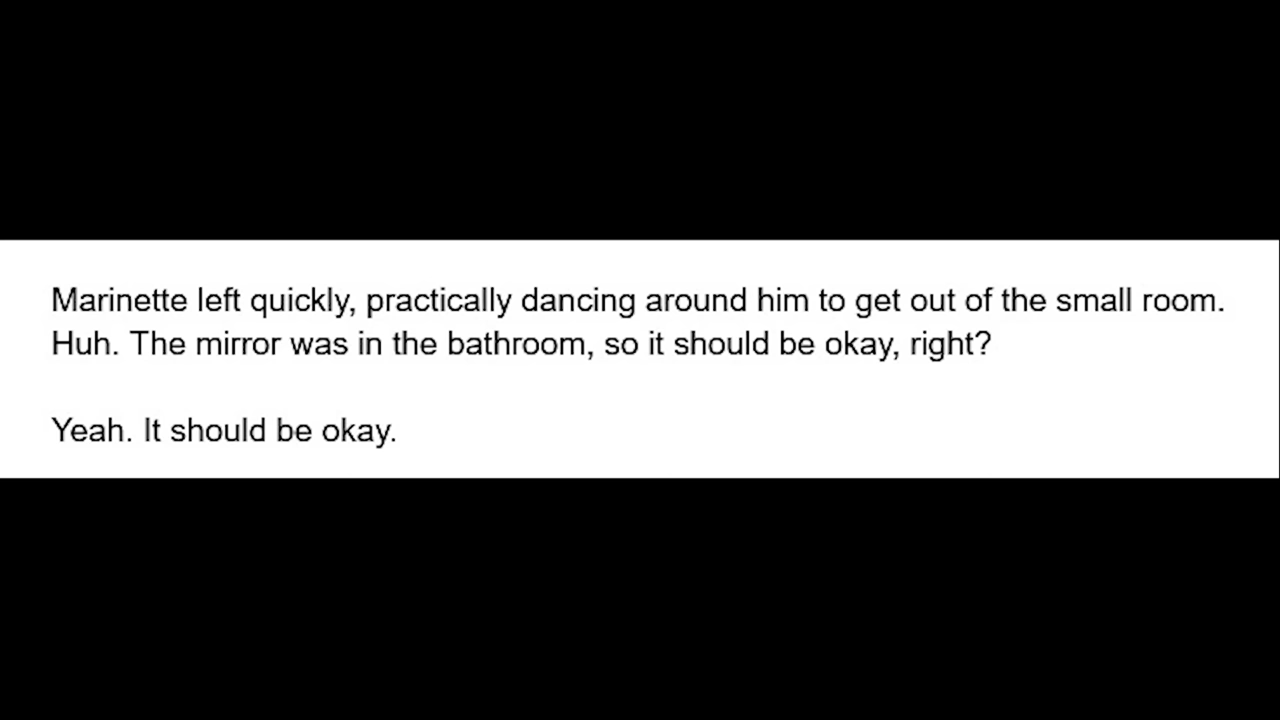 Marinette left quickly, practically dancing around him to get out of the small room.
Huh. The mirror was in the bathroom, so it should be okay, right?
Yeah. It should be okay.